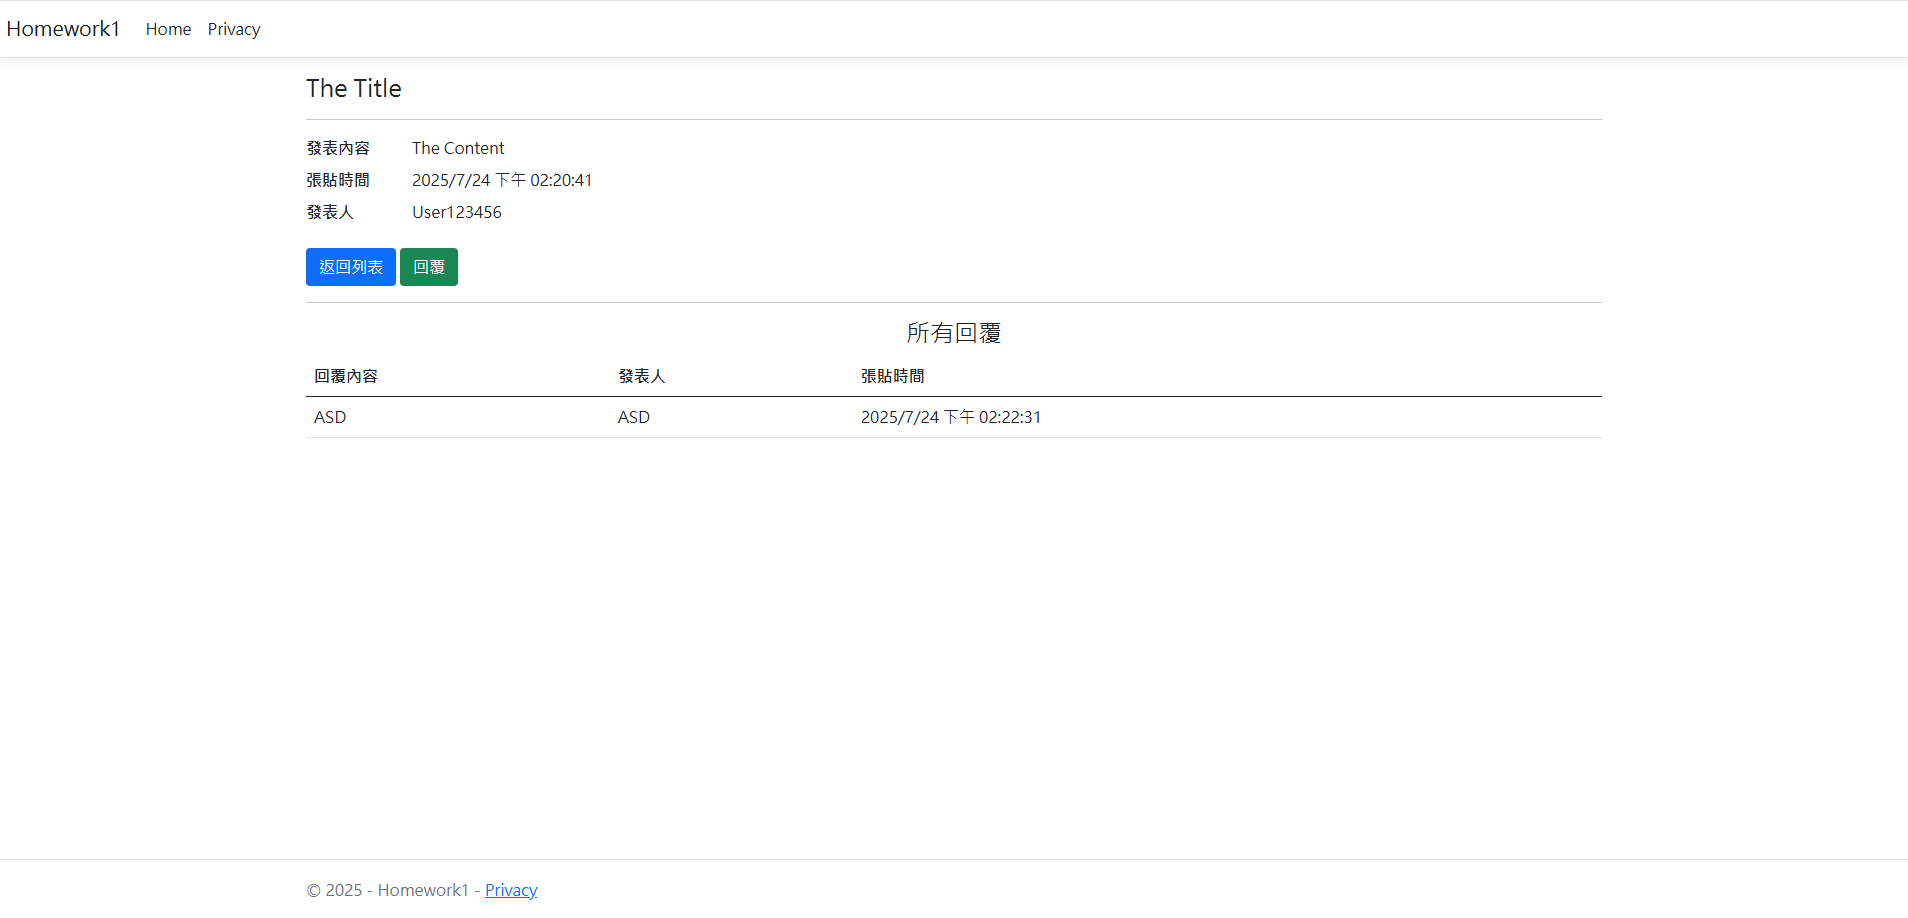 Homework1 Home Privacy
The Title
發表內容 The Content
張貼時間 2025/7/24 下午 02:20:41
發表人 User123456
返回列表 回覆
所有回覆
回覆內容 發表人 張貼時間
ASD ASD 2025/7/24 下午 02:22:31
© 2025 - Homework1 - Privacy